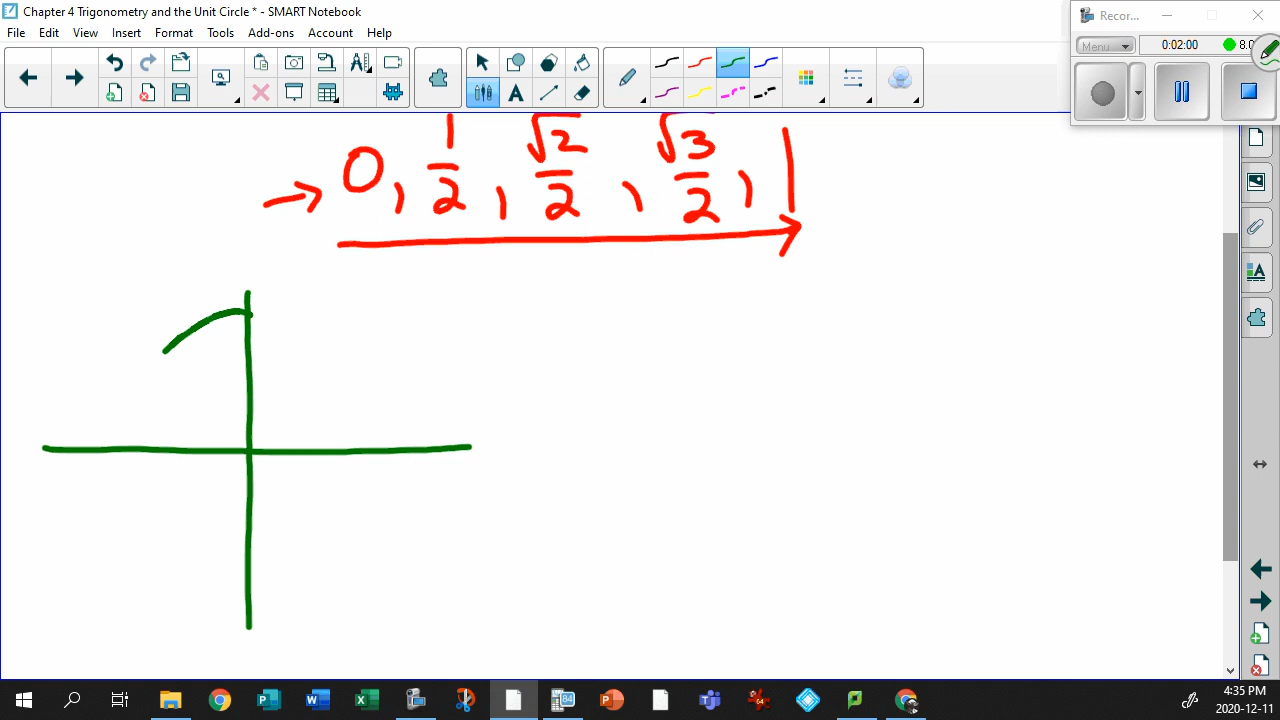 Chapter 4 Trigonometry and the Unit Circle * - SMART Notebook
File Edit View Insert Format Tools Add-ons Account Help
Recor...
Menu 0:02:00 8.0
0, 1/2, √2/2, √3/2, 1
4:35 PM
2020-12-11